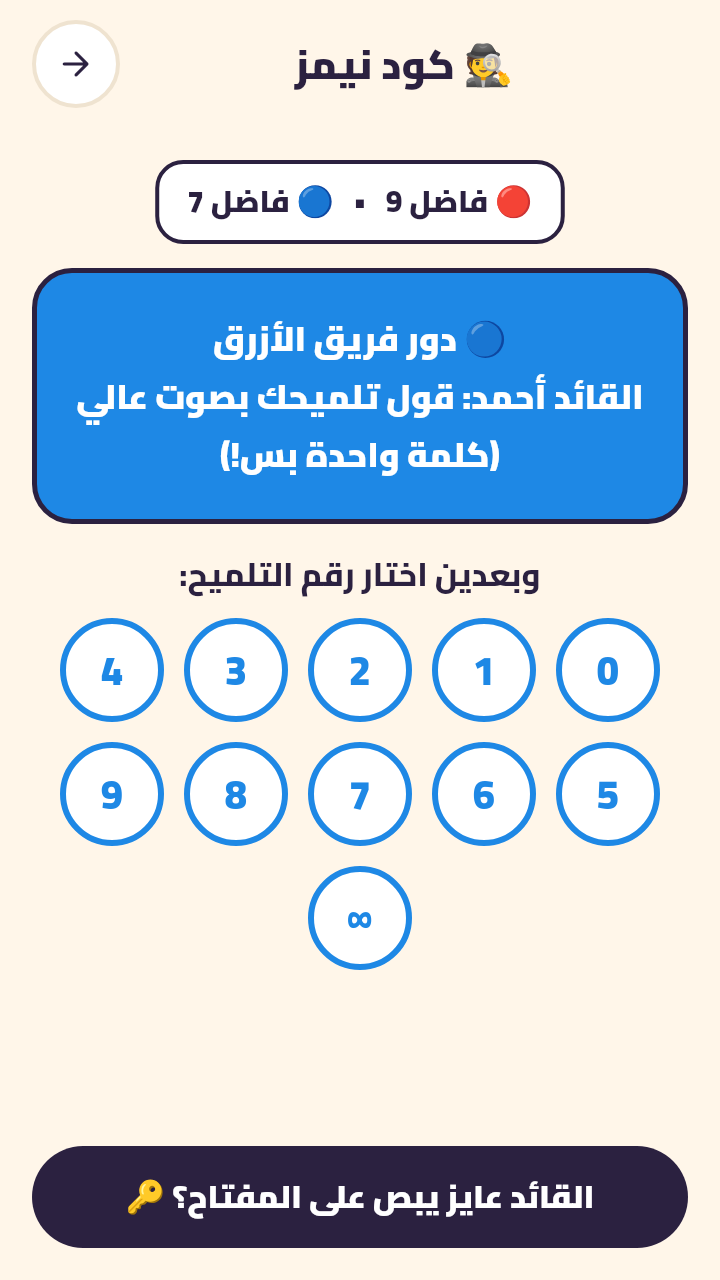 🕵️ كود نيمز
🔴 فاضل 9 · 🔵 فاضل 7
🔵 دور فريق الأزرق
القائد أحمد: قول تلميحك بصوت عالي
(كلمة واحدة بس!)
وبعدين اختار رقم التلميح:
0 1 2 3 4
5 6 7 8 9
∞
القائد عايز يبص على المفتاح؟ 🔑